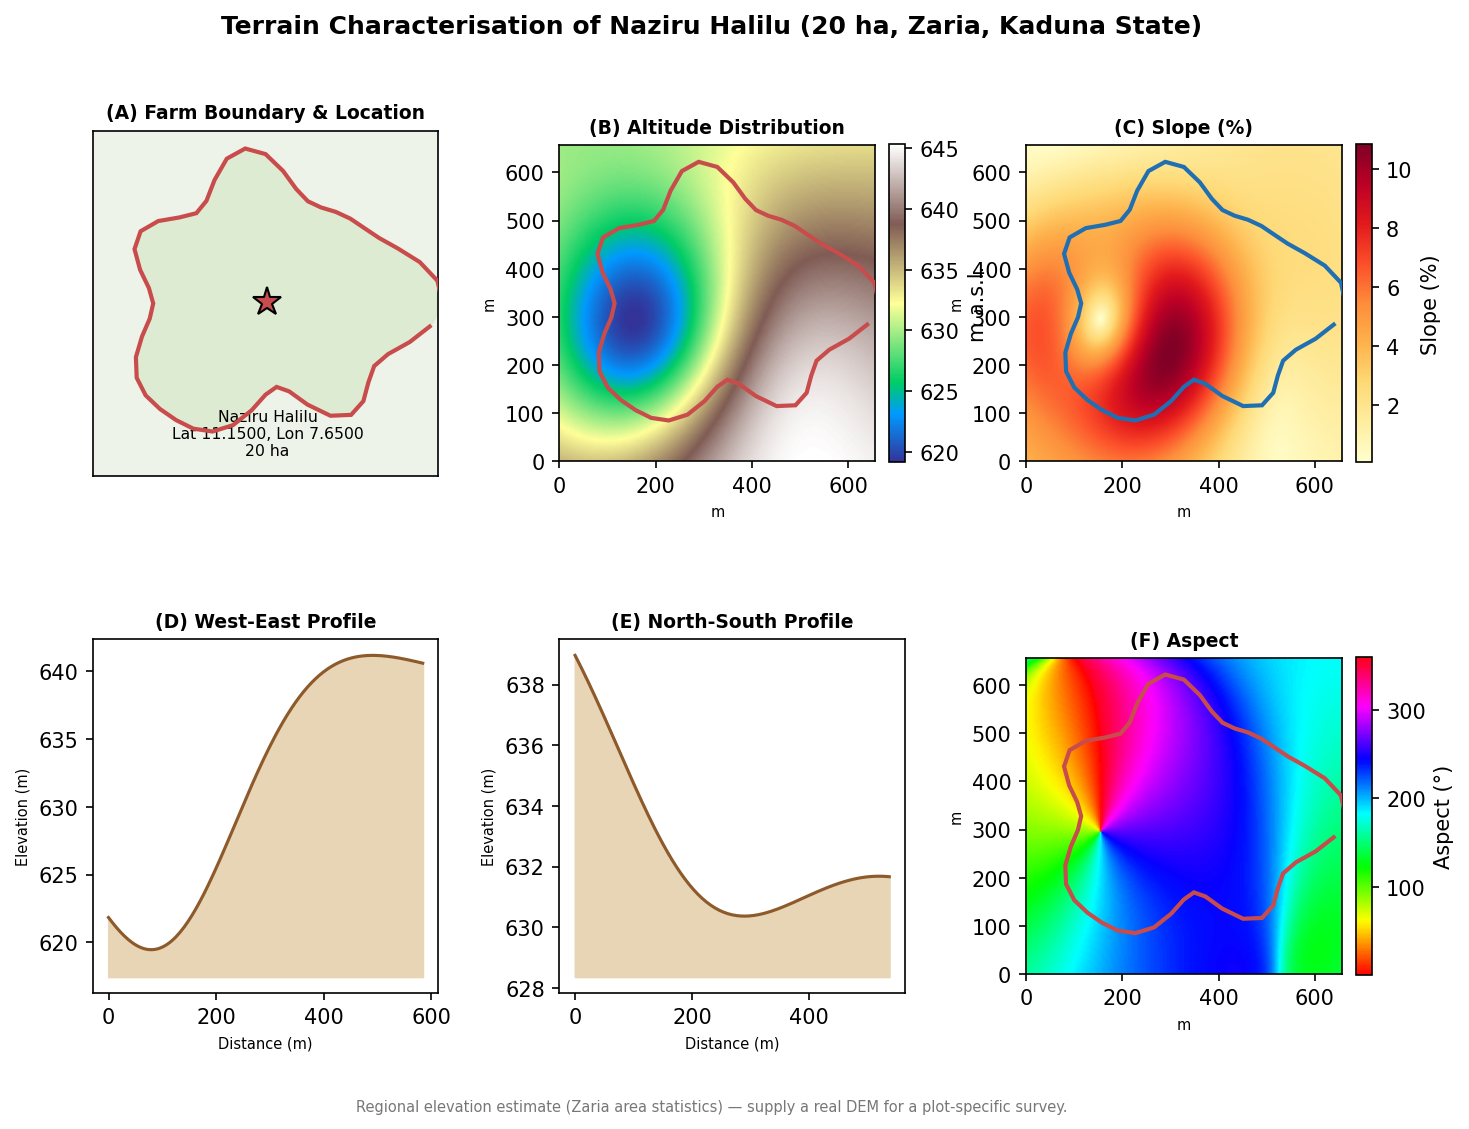 Terrain Characterisation of Naziru Halilu (20 ha, Zaria, Kaduna State)
(A) Farm Boundary & Location
Naziru Halilu
Lat 11.1500, Lon 7.6500
20 ha
(B) Altitude Distribution
m
600
500
400
300
200
100
0
0 200 400 600
m
645
640
635
630
625
620
m a.s.l.
(C) Slope (%)
m
600
500
400
300
200
100
0
0 200 400 600
m
10
8
6
4
2
Slope (%)
(D) West-East Profile
Elevation (m)
640
635
630
625
620
0 200 400 600
Distance (m)
(E) North-South Profile
Elevation (m)
638
636
634
632
630
628
0 200 400
Distance (m)
(F) Aspect
m
600
500
400
300
200
100
0
0 200 400 600
m
300
200
100
Aspect (°)
Regional elevation estimate (Zaria area statistics) — supply a real DEM for a plot-specific survey.